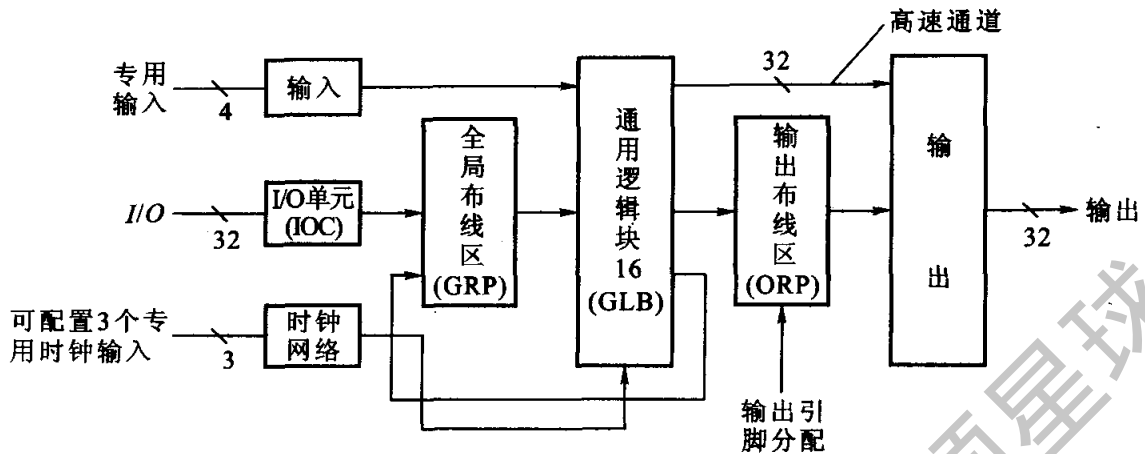 高速通道
专用
输入
4
输入
32
通用逻辑块
16
(GLB)
全局布线区
(GRP)
输出布线区
(ORP)
输出
I/O
32
I/O单元
(IOC)
32
输出
可配置3个专
用时钟输入
3
时钟
网络
输出引
脚分配
星球